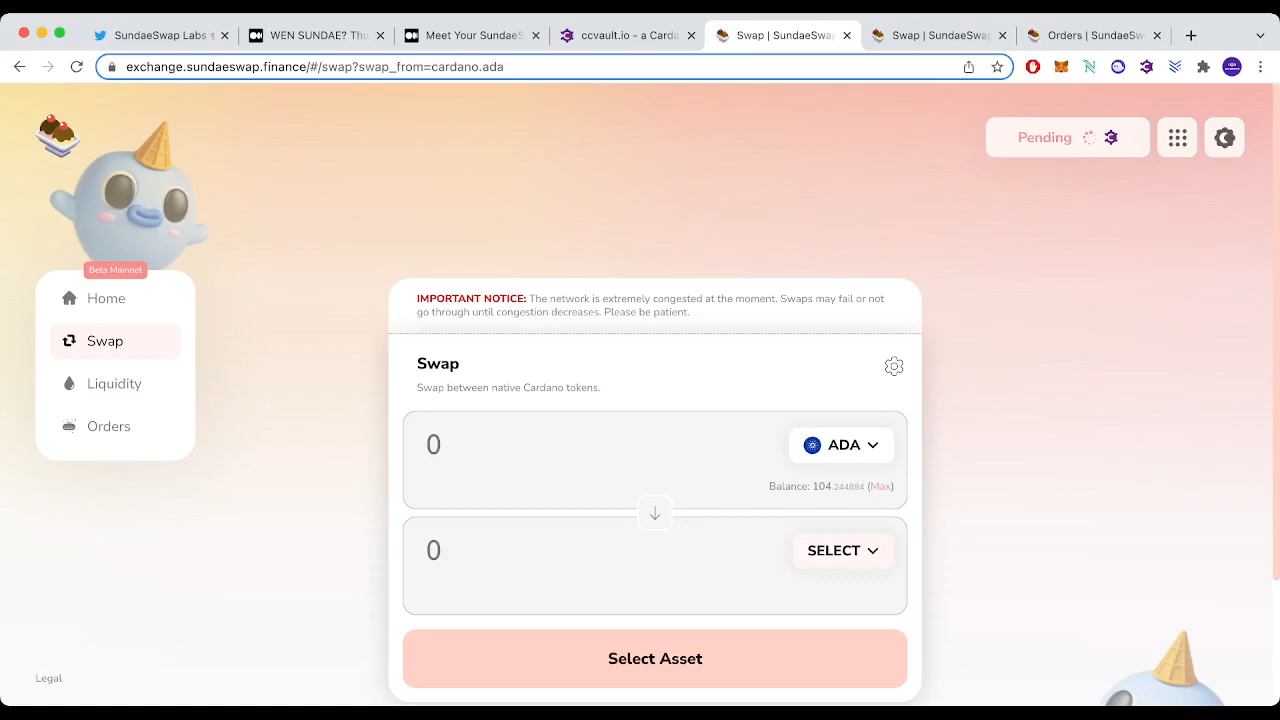 SundaeSwap Labs
WEN SUNDAE? Thu
Meet Your SundaeS
ccvault.io - a Carda
Swap | SundaeSwap
Swap | SundaeSwa
Orders | SundaeSw
exchange.sundaeswap.finance/#/swap?swap_from=cardano.ada
Pending
Beta Mainnet
Home
Swap
Liquidity
Orders
Legal
IMPORTANT NOTICE: The network is extremely congested at the moment. Swaps may fail or not
go through until congestion decreases. Please be patient.
Swap
Swap between native Cardano tokens.
0
ADA
Balance: 104.244884 (Max)
0
SELECT
Select Asset